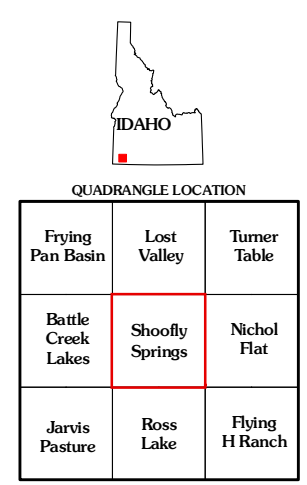 IDAHO
QUADRANGLE LOCATION
Frying
Pan Basin
Lost
Valley
Turner
Table
Battle
Creek
Lakes
Shoofly
Springs
Nichol
Flat
Jarvis
Pasture
Ross
Lake
Flying
H Ranch